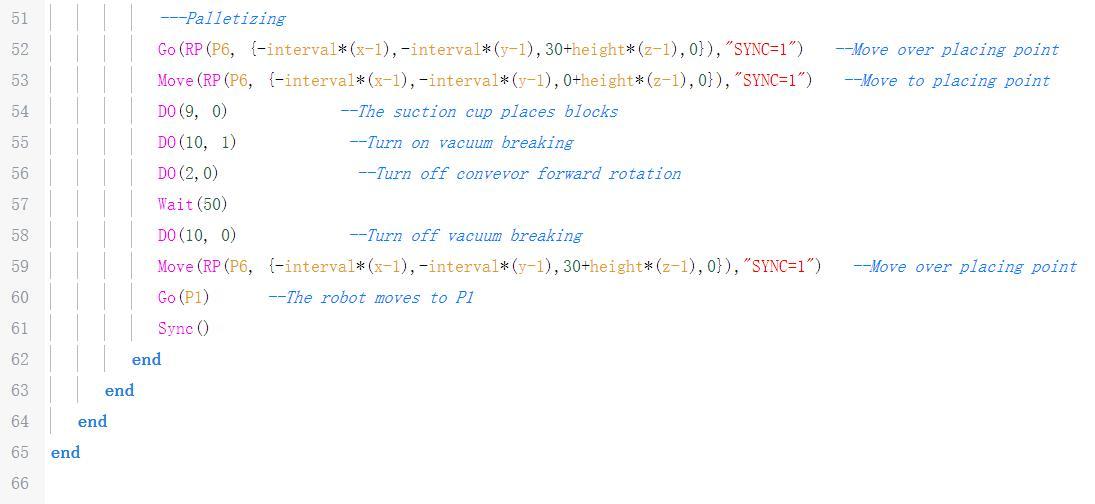 51 ---Palletizing
52 Go(RP(P6, {-interval*(x-1),-interval*(y-1),30+height*(z-1),0}),"SYNC=1") --Move over placing point
53 Move(RP(P6, {-interval*(x-1),-interval*(y-1),0+height*(z-1),0}),"SYNC=1") --Move to placing point
54 DO(9, 0) --The suction cup places blocks
55 DO(10, 1) --Turn on vacuum breaking
56 DO(2,0) --Turn off convevor forward rotation
57 Wait(50)
58 DO(10, 0) --Turn off vacuum breaking
59 Move(RP(P6, {-interval*(x-1),-interval*(y-1),30+height*(z-1),0}),"SYNC=1") --Move over placing point
60 Go(P1) --The robot moves to P1
61 Sync()
62 end
63 end
64 end
65 end
66